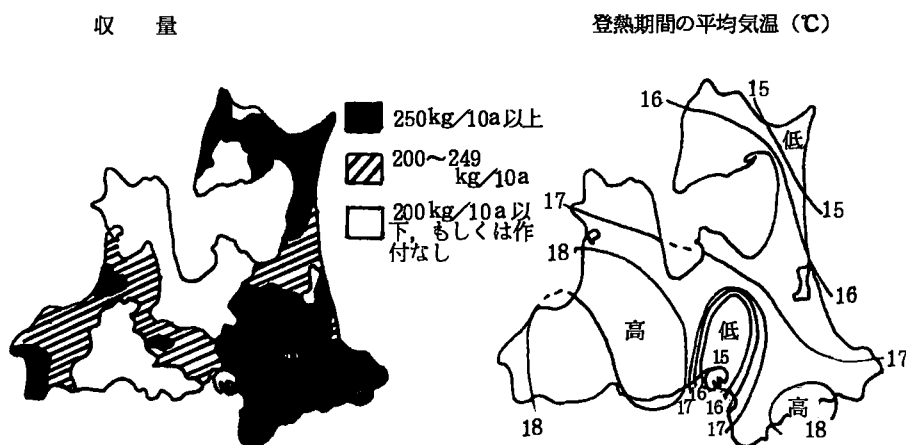 収 量
250kg/10a以上
200～249
kg/10a
200kg/10a以
下，もしくは作
付なし
登熟期間の平均気温（℃）
15
16
低
15
17
18
16
高
低
15
17
16
17
16
高
18
17
18